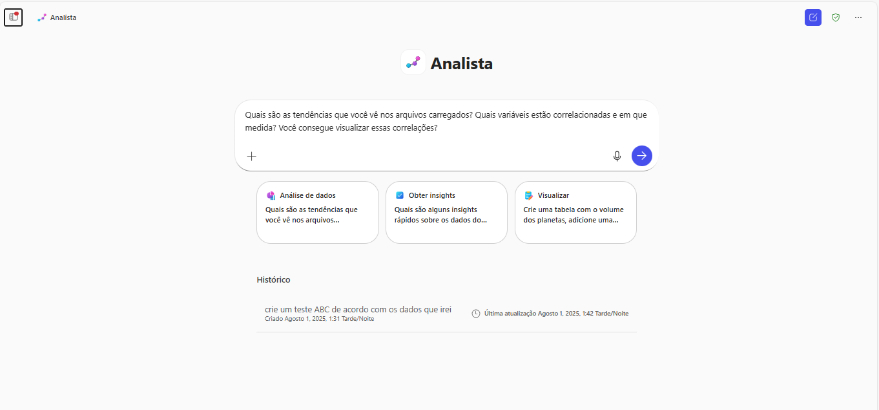 Analista
Analista
Quais são as tendências que você vê nos arquivos carregados? Quais variáveis estão correlacionadas e em que
medida? Você consegue visualizar essas correlações?
Análise de dados
Quais são as tendências que
você vê nos arquivos...
Obter insights
Quais são alguns insights
rápidos sobre os dados do...
Visualizar
Crie uma tabela com o volume
dos planetas, adicione uma...
Histórico
crie um teste ABC de acordo com os dados que irei
Criado Agosto 1, 2025, 1:31 Tarde/Noite
Última atualização Agosto 1, 2025, 1:42 Tarde/Noite